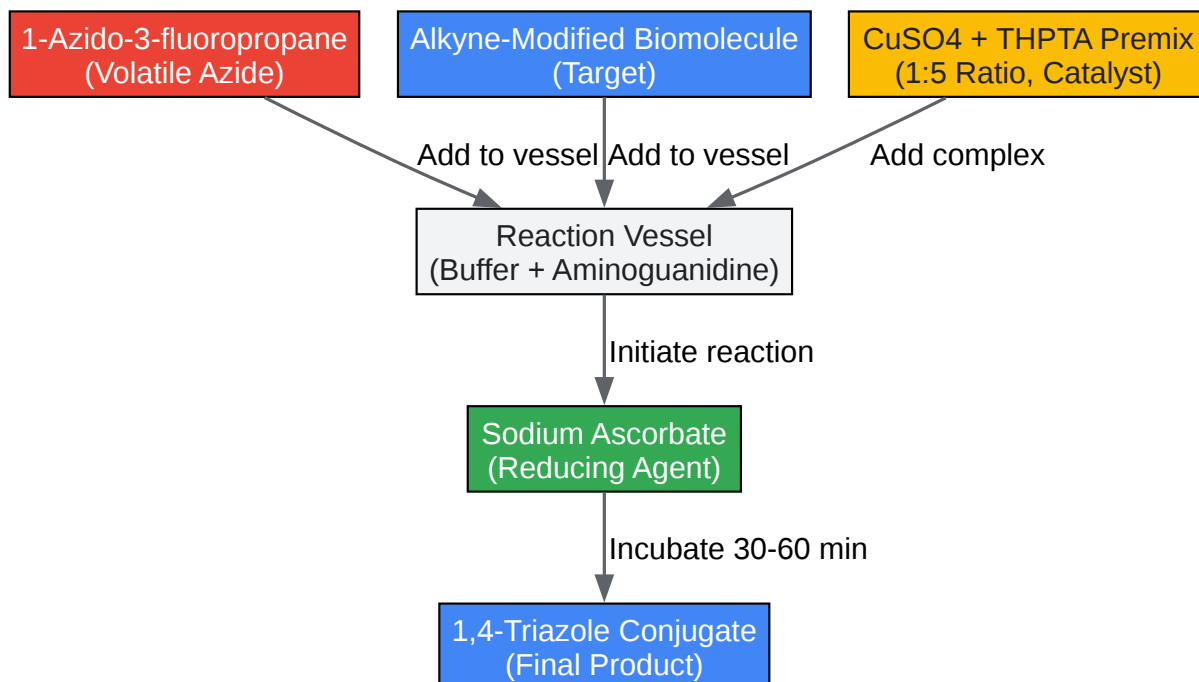 1-Azido-3-fluoropropane
(Volatile Azide)
Alkyne-Modified Biomolecule
(Target)
CuSO4 + THPTA Premix
(1:5 Ratio, Catalyst)
Add to vessel
Add to vessel
Add complex
Reaction Vessel
(Buffer + Aminoguanidine)
Initiate reaction
Sodium Ascorbate
(Reducing Agent)
Incubate 30-60 min
1,4-Triazole Conjugate
(Final Product)